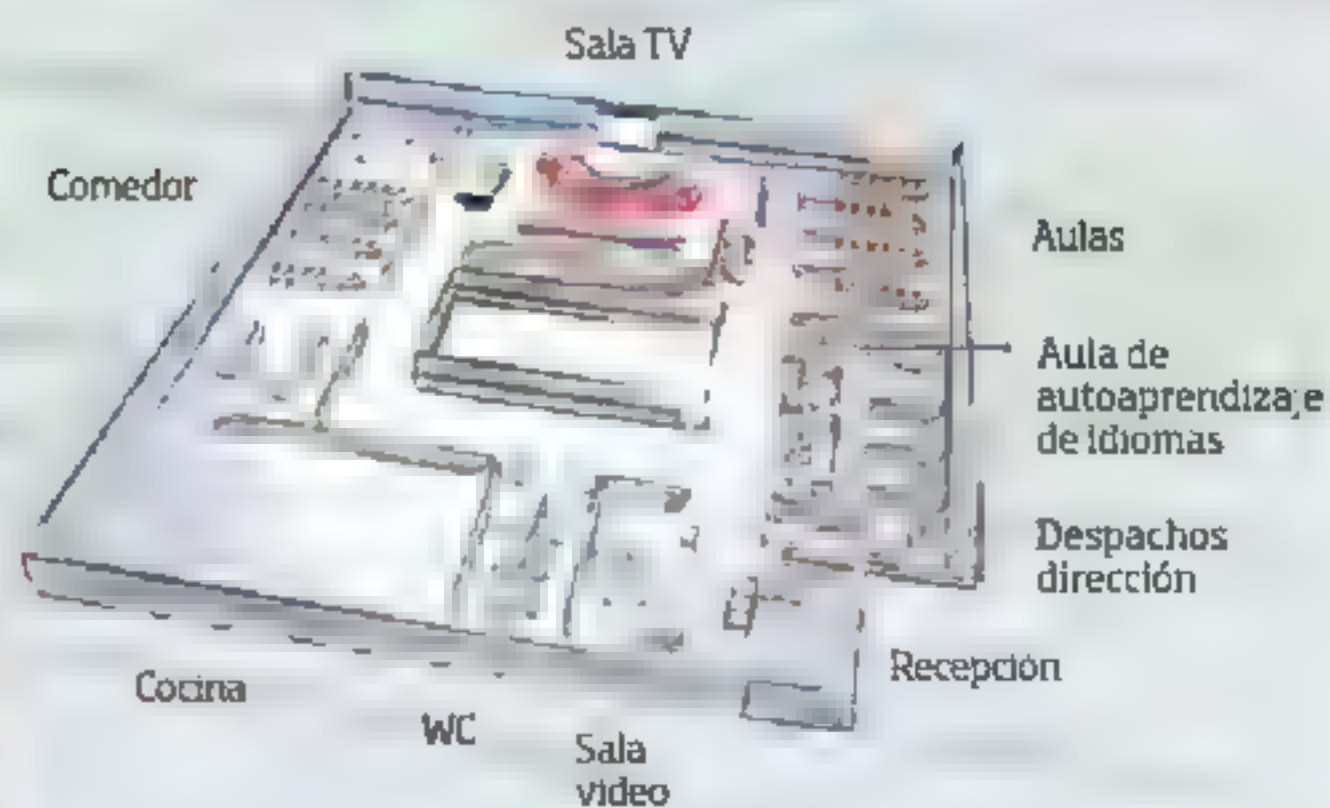 Sala TV
Comedor
Aulas
Aula de
autoaprendizaje
de idiomas
Despachos
dirección
Recepción
Cocina
WC
Sala
video